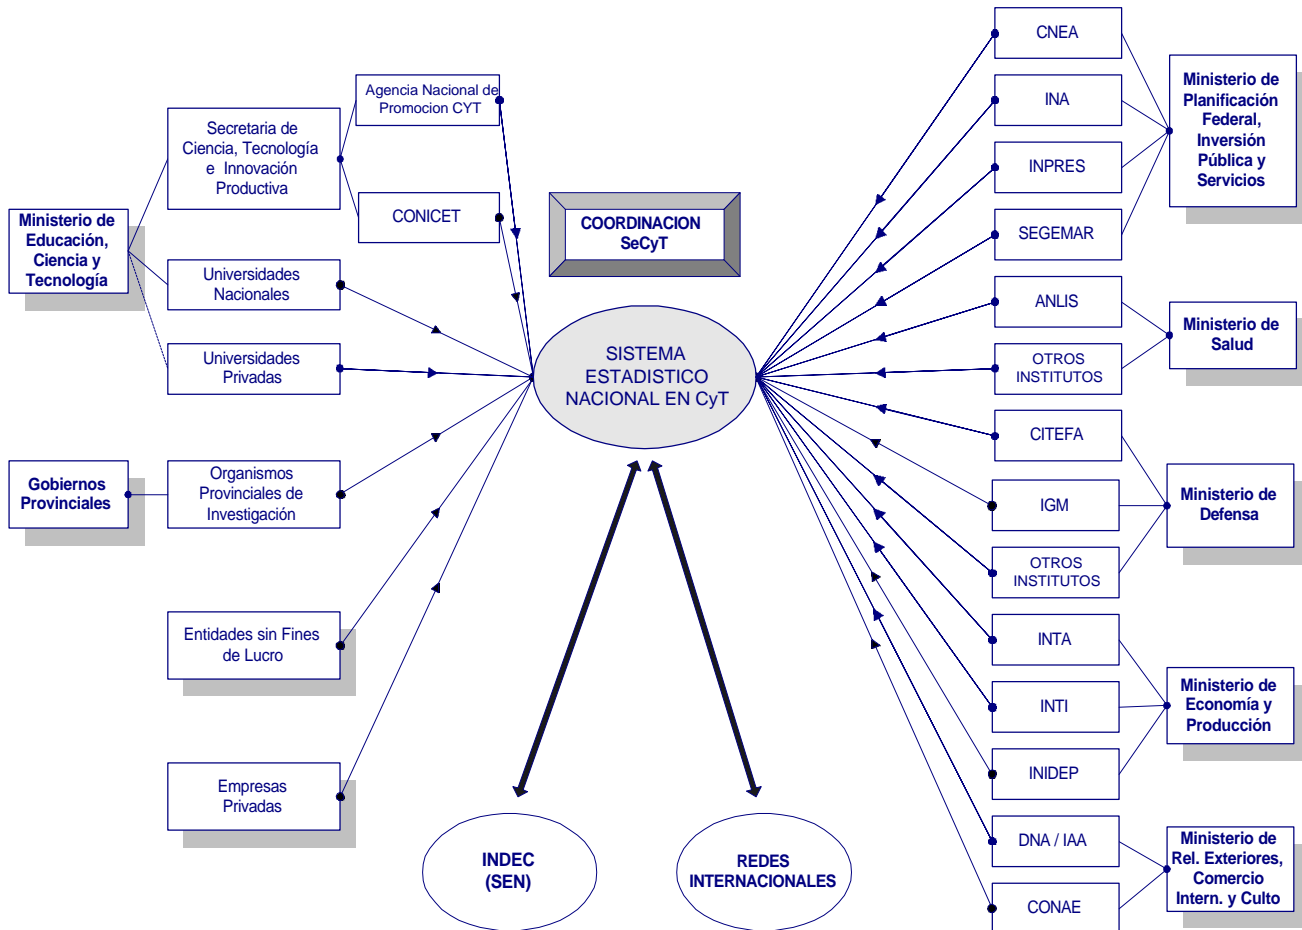 Ministerio de
Educación,
Ciencia y
Tecnología
Secretaria de
Ciencia, Tecnología
e Innovación
Productiva
Agencia Nacional de
Promocion CYT
CONICET
Universidades
Nacionales
Universidades
Privadas
Gobiernos
Provinciales
Organismos
Provinciales de
Investigación
Entidades sin Fines
de Lucro
Empresas
Privadas
COORDINACION
SeCyT
SISTEMA
ESTADISTICO
NACIONAL EN CyT
INDEC
(SEN)
REDES
INTERNACIONALES
CNEA
INA
INPRES
SEGEMAR
Ministerio de
Planificación
Federal,
Inversión
Pública y
Servicios
ANLIS
OTROS
INSTITUTOS
Ministerio de
Salud
CITEFA
IGM
OTROS
INSTITUTOS
Ministerio de
Defensa
INTA
INTI
INIDEP
Ministerio de
Economía y
Producción
DNA / IAA
CONAE
Ministerio de
Rel. Exteriores,
Comercio
Intern. y Culto